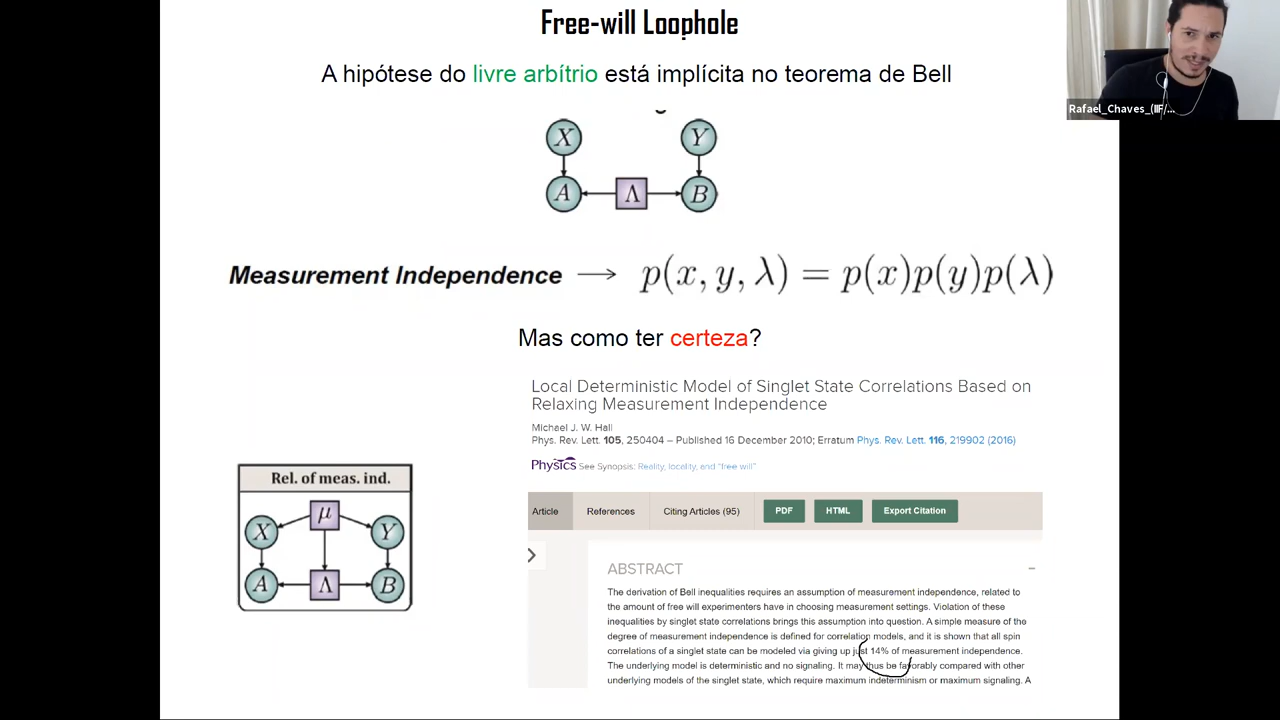 Free-will Loophole
A hipótese do livre arbítrio está implícita no teorema de Bell
Rafael_Chaves_(IIF/...
X Y
A Λ B
Measurement Independence → p(x, y, λ) = p(x)p(y)p(λ)
Mas como ter certeza?
Local Deterministic Model of Singlet State Correlations Based on
Relaxing Measurement Independence
Michael J. W. Hall
Phys. Rev. Lett. 105, 250404 – Published 16 December 2010; Erratum Phys. Rev. Lett. 116, 219902 (2016)
Physics See Synopsis: Reality, locality, and “free will”
Rel. of meas. ind.
μ
X Y
A Λ B
Article References Citing Articles (95) PDF HTML Export Citation
ABSTRACT
The derivation of Bell inequalities requires an assumption of measurement independence, related to
the amount of free will experimenters have in choosing measurement settings. Violation of these
inequalities by singlet state correlations brings this assumption into question. A simple measure of the
degree of measurement independence is defined for correlation models, and it is shown that all spin
correlations of a singlet state can be modeled via giving up just 14% of measurement independence.
The underlying model is deterministic and no signaling. It may thus be favorably compared with other
underlying models of the singlet state, which require maximum indeterminism or maximum signaling. A